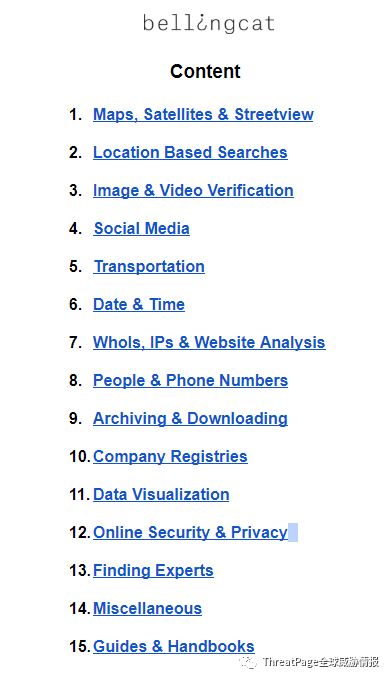 bellingcat
Content
1. Maps, Satellites & Streetview
2. Location Based Searches
3. Image & Video Verification
4. Social Media
5. Transportation
6. Date & Time
7. WhoIs, IPs & Website Analysis
8. People & Phone Numbers
9. Archiving & Downloading
10. Company Registries
11. Data Visualization
12. Online Security & Privacy
13. Finding Experts
14. Miscellaneous
15. Guides & Handbooks
ThreatPage全球威胁情报